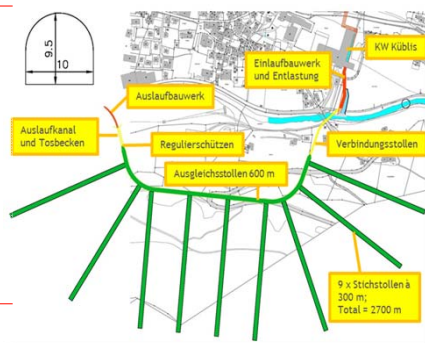 9.5
10
KW Küblis
Einlaufbauwerk
und Entlastung
Auslaufbauwerk
Auslaufkanal
und Tosbecken
Regulierschützen
Verbindungsstollen
Ausgleichsstollen 600 m
9 x Stichstollen à
300 m;
Total = 2700 m